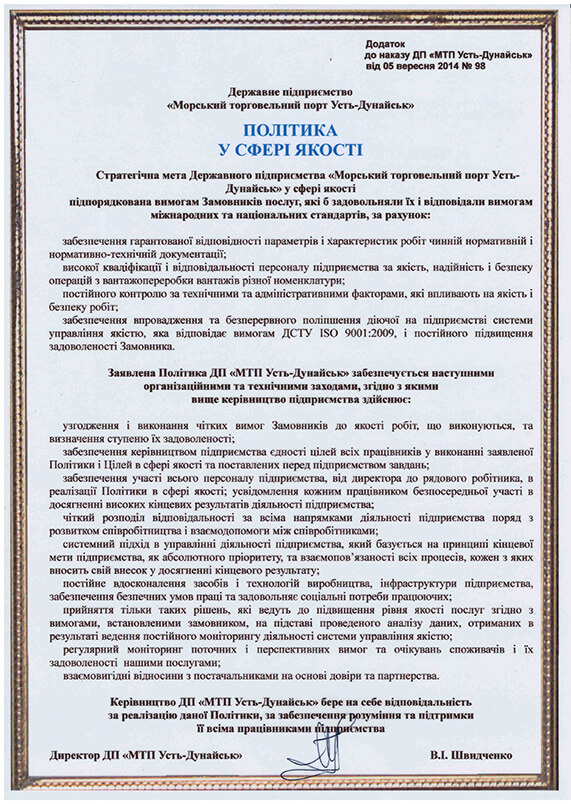 Додаток
до наказу ДП «МТП Усть-Дунайськ»
від 05 вересня 2014 № 98
Державне підприємство
«Морський торговельний порт Усть-Дунайськ»
ПОЛІТИКА
У СФЕРІ ЯКОСТІ
Стратегічна мета Державного підприємства «Морський торговельний порт Усть-
Дунайськ» у сфері якості
підпорядкована вимогам Замовників послуг, які б задовольняли їх і відповідали вимогам
міжнародних та національних стандартів, за рахунок:
забезпечення гарантованої відповідності параметрів і характеристик робіт чинній нормативній і
нормативно-технічній документації;
високої кваdіфікації і відповідальності персоналу підприємства за якість, надійність і безпеку
операцій з вантажопереробки вантажів різної номенклатури;
постійного контролю за технічними та адміністративними факторами, які впливають на якість і
безпеку робіт;
забезпечення впровадження та безперервного поліпшення діючої на підприємстві системи
управління якістю, яка відповідає вимогам ДСТУ ISO 9001:2009, і постійного підвищення
задоволеності Замовника.
Заявлена Політика ДП «МТП Усть-Дунайськ» забезпечується наступними
організаційними та технічними заходами, згідно з якими
вище керівництво підприємства здійснює:
узгодження і виконання чітких вимог Замовників до якості робіт, що виконуються, та
визначення ступеню їх задоволеності;
забезпечення керівництвом підприємства єдності цілей всіх працівників у виконанні заявленої
Політики і Цілей в сфері якості та поставлених перед підприємством завдань;
забезпечення участі всього персоналу підприємства, від директора до рядового робітника, в
реалізації Політики в сфері якості; усвідомлення кожним працівником безпосередньої участі в
досягненні високих кінцевих результатів діяльності підприємства;
чіткий розподіл відповідальності за всіма напрямками діяльності підприємства поряд з
розвитком співробітництва і взаємодопомоги між співробітниками;
системний підхід в управлінні діяльності підприємства, який базується на принципі кінцевої
мети підприємства, як абсолютного пріоритету, та взаємопов’язаності всіх процесів, кожен з яких
вносить свій внесок у досягненні кінцевого результату;
постійне вдосконалення засобів і технологій виробництва, інфраструктури підприємства,
забезпечення безпечних умов праці та задовольняє соціальні потреби працюючих;
прийняття тільки таких рішень, які ведуть до підвищення рівня якості послуг згідно з
вимогами, встановленими замовником, на підставі проведеного аналізу даних, отриманих в
результаті ведення постійного моніторингу діяльності системи управління якістю;
регулярний моніторинг поточних і перспективних вимог та очікувань споживачів і їх
задоволеності нашими послугами;
взаємовигідні відносини з постачальниками на основі довіри та партнерства.
Керівництво ДП «МТП Усть-Дунайськ» бере на себе відповідальність
за реалізацію даної Політики, за забезпечення розуміння та підтримки
її всіма працівниками підприємства
Директор ДП «МТП Усть-Дунайськ» В.І. Швидченко